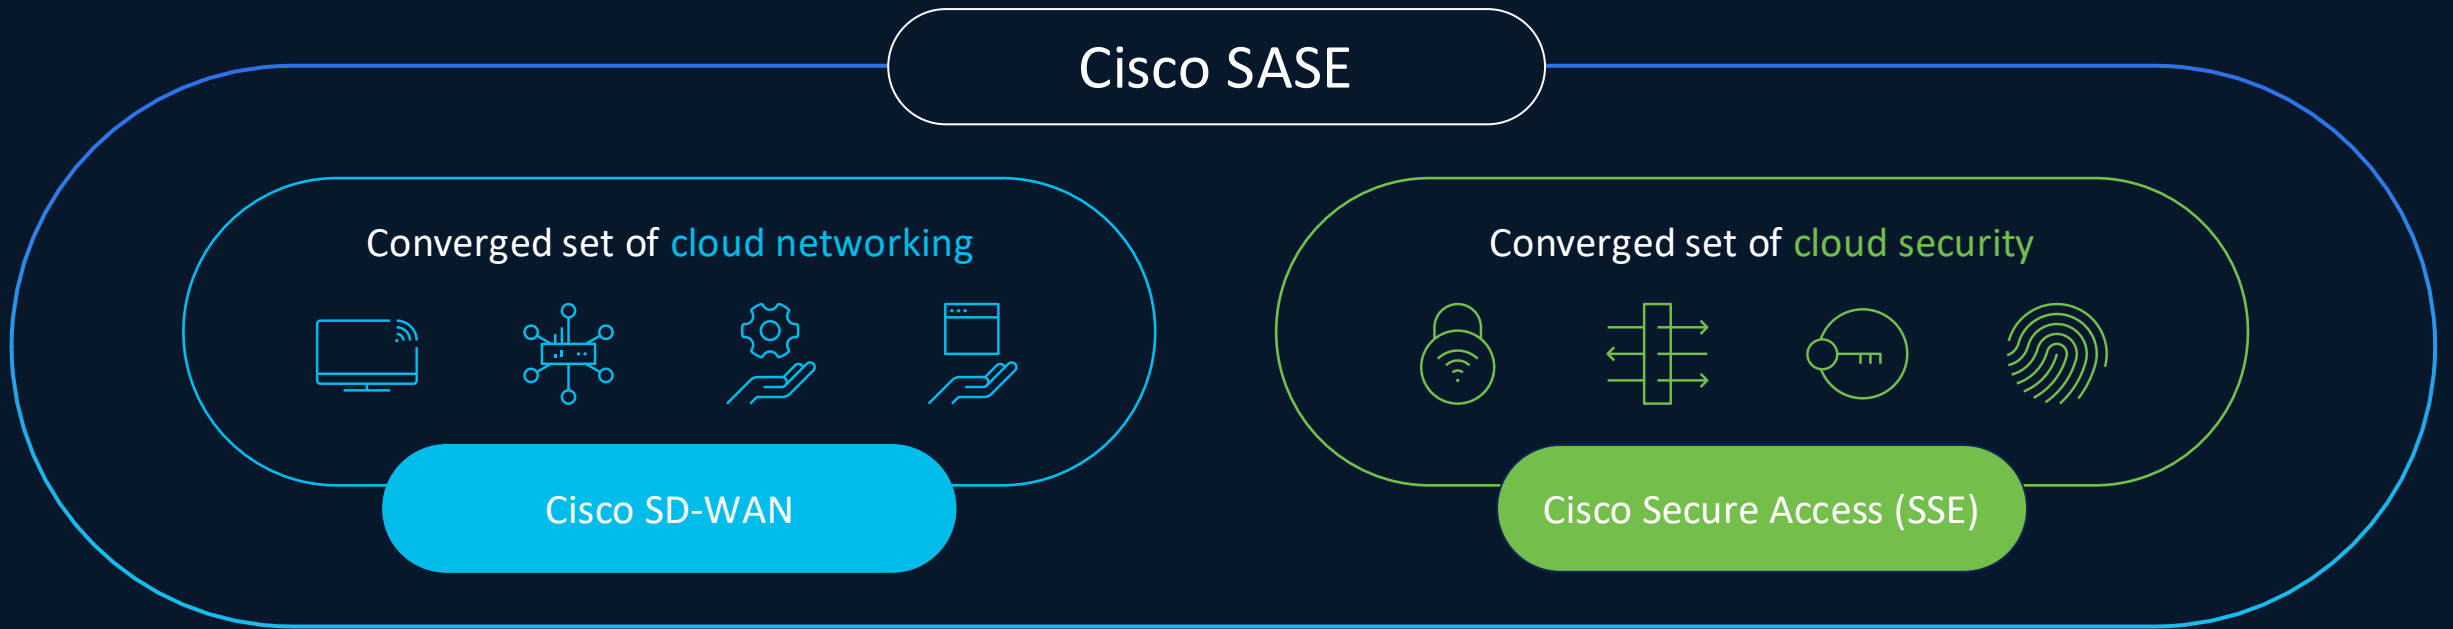 Cisco SASE
Converged set of cloud networking
Converged set of cloud security
Cisco SD-WAN
Cisco Secure Access (SSE)